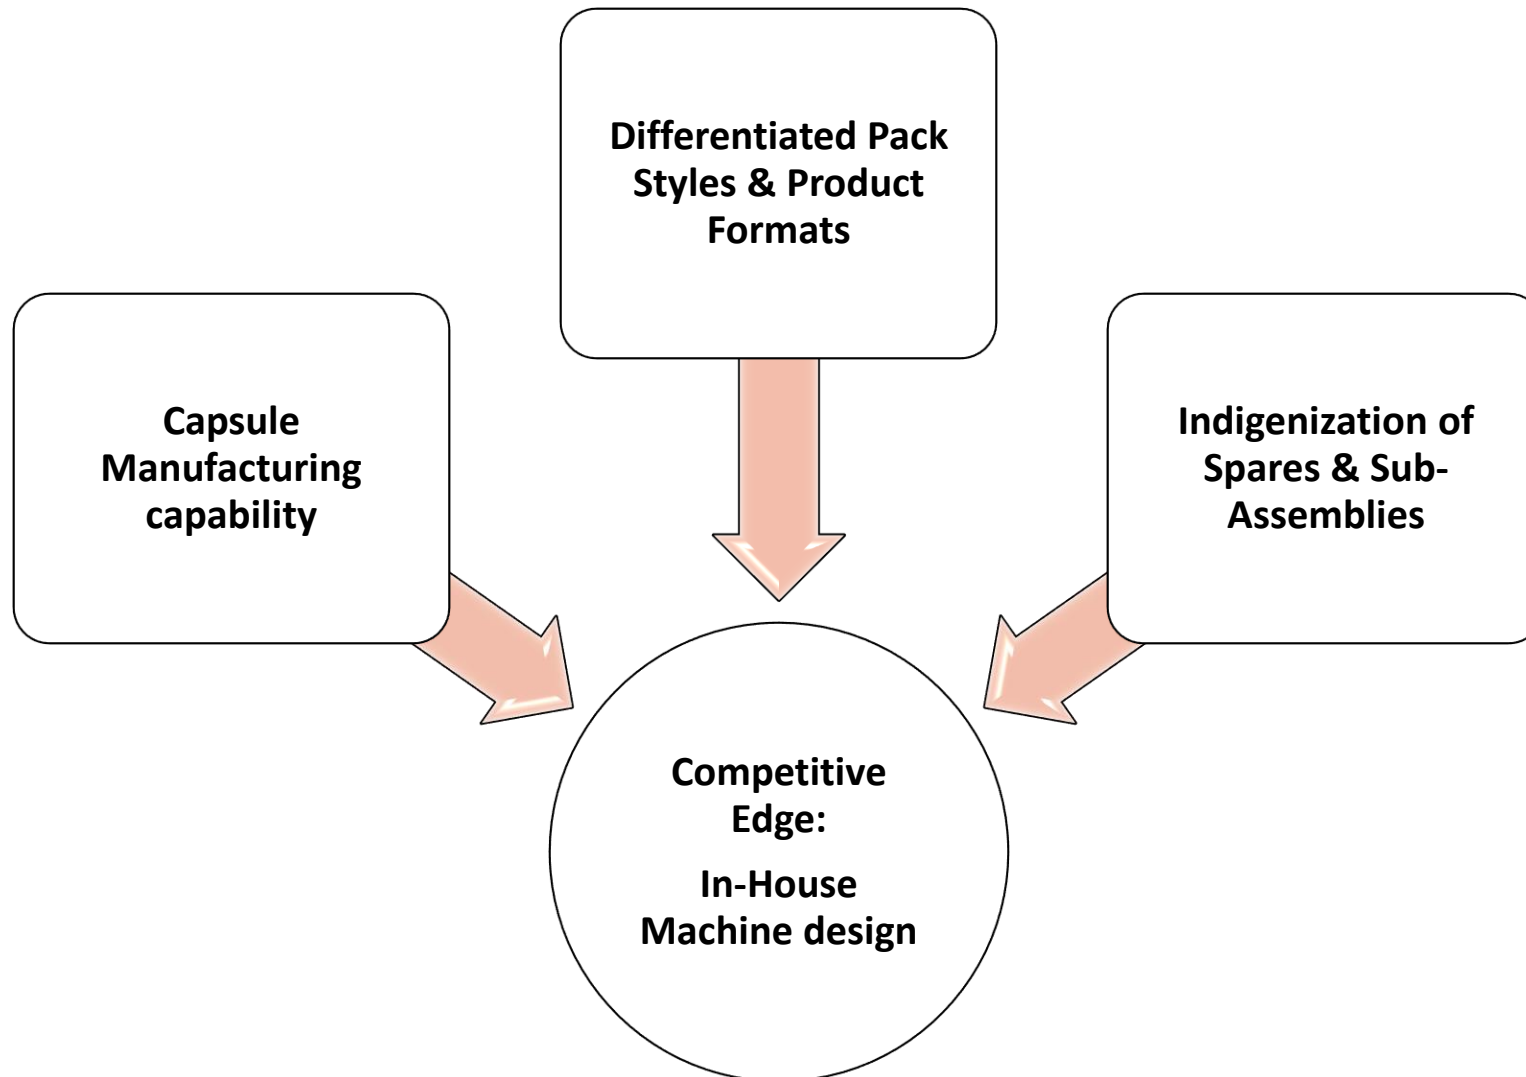 Differentiated Pack
Styles & Product
Formats
Capsule
Manufacturing
capability
Indigenization of
Spares & Sub-
Assemblies
Competitive
Edge:
In-House
Machine design